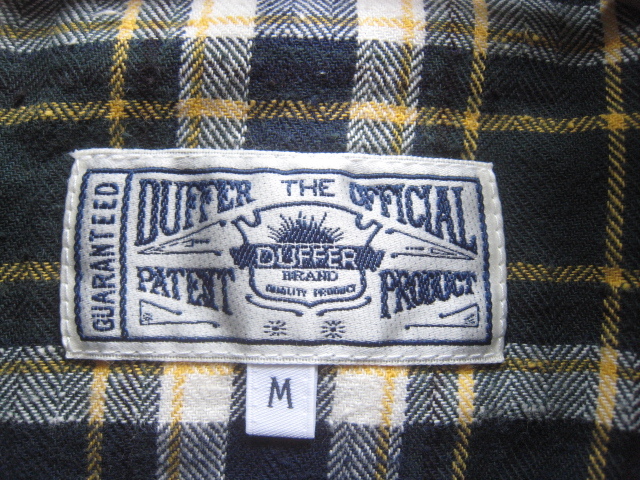 GUARANTEED
DUFFER THE OFFICIAL
DUFFER
BRAND
QUALITY PRODUCT
PATENT PRODUCT
M